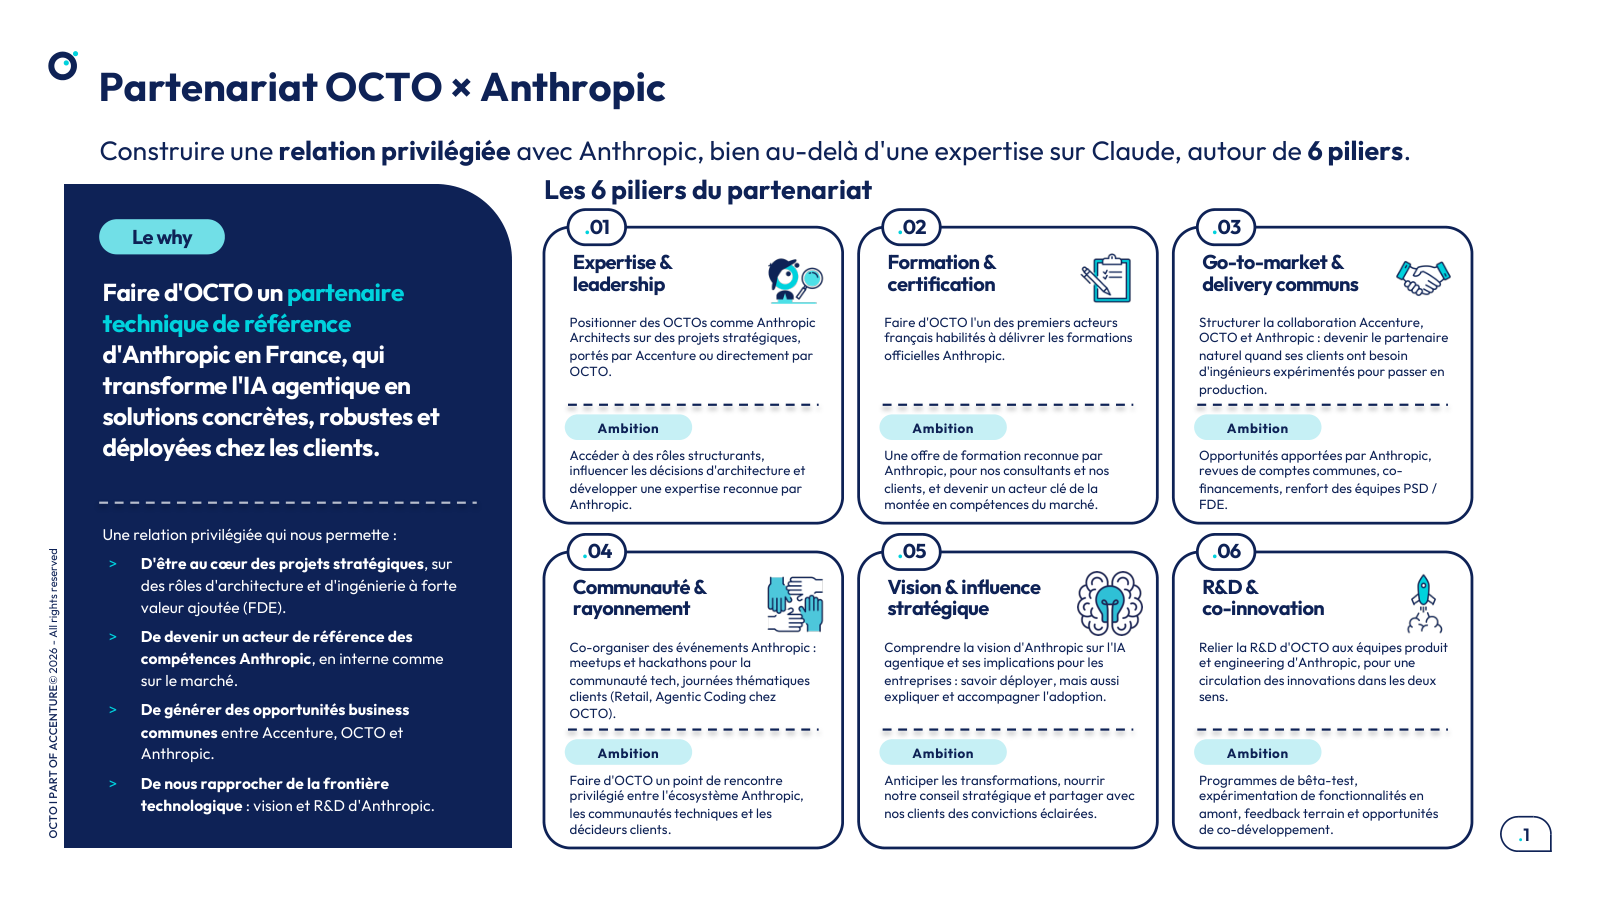 Partenariat OCTO × Anthropic
Construire une relation privilégiée avec Anthropic, bien au-delà d'une expertise sur Claude, autour de 6 piliers.
Le why
Faire d'OCTO un partenaire
technique de référence
d'Anthropic en France, qui
transforme l'IA agentique en
solutions concrètes, robustes et
déployées chez les clients.
Une relation privilégiée qui nous permette :
> D'être au cœur des projets stratégiques, sur
des rôles d'architecture et d'ingénierie à forte
valeur ajoutée (FDE).
> De devenir un acteur de référence des
compétences Anthropic, en interne comme
sur le marché.
> De générer des opportunités business
communes entre Accenture, OCTO et
Anthropic.
> De nous rapprocher de la frontière
technologique : vision et R&D d'Anthropic.
Les 6 piliers du partenariat
.01
Expertise &
leadership
Positionner des OCTOs comme Anthropic
Architects sur des projets stratégiques,
portés par Accenture ou directement par
OCTO.
Ambition
Accéder à des rôles structurants,
influencer les décisions d'architecture et
développer une expertise reconnue par
Anthropic.
.02
Formation &
certification
Faire d'OCTO l'un des premiers acteurs
français habilités à délivrer les formations
officielles Anthropic.
Ambition
Une offre de formation reconnue par
Anthropic, pour nos consultants et nos
clients, et devenir un acteur clé de la
montée en compétences du marché.
.03
Go-to-market &
delivery communs
Structurer la collaboration Accenture,
OCTO et Anthropic : devenir le partenaire
naturel quand ses clients ont besoin
d'ingénieurs expérimentés pour passer en
production.
Ambition
Opportunités apportées par Anthropic,
revues de comptes communes, co-
financements, renfort des équipes PSD /
FDE.
.04
Communauté &
rayonnement
Co-organiser des événements Anthropic :
meetups et hackathons pour la
communauté tech, journées thématiques
clients (Retail, Agentic Coding chez
OCTO).
Ambition
Faire d'OCTO un point de rencontre
privilégié entre l'écosystème Anthropic,
les communautés techniques et les
décideurs clients.
.05
Vision & influence
stratégique
Comprendre la vision d'Anthropic sur l'IA
agentique et ses implications pour les
entreprises : savoir déployer, mais aussi
expliquer et accompagner l'adoption.
Ambition
Anticiper les transformations, nourrir
notre conseil stratégique et partager avec
nos clients des convictions éclairées.
.06
R&D &
co-innovation
Relier la R&D d'OCTO aux équipes produit
et engineering d'Anthropic, pour une
circulation des innovations dans les deux
sens.
Ambition
Programmes de bêta-test,
expérimentation de fonctionnalités en
amont, feedback terrain et opportunités
de co-développement.
OCTO I PART OF ACCENTURE© 2026 - All rights reserved
.1